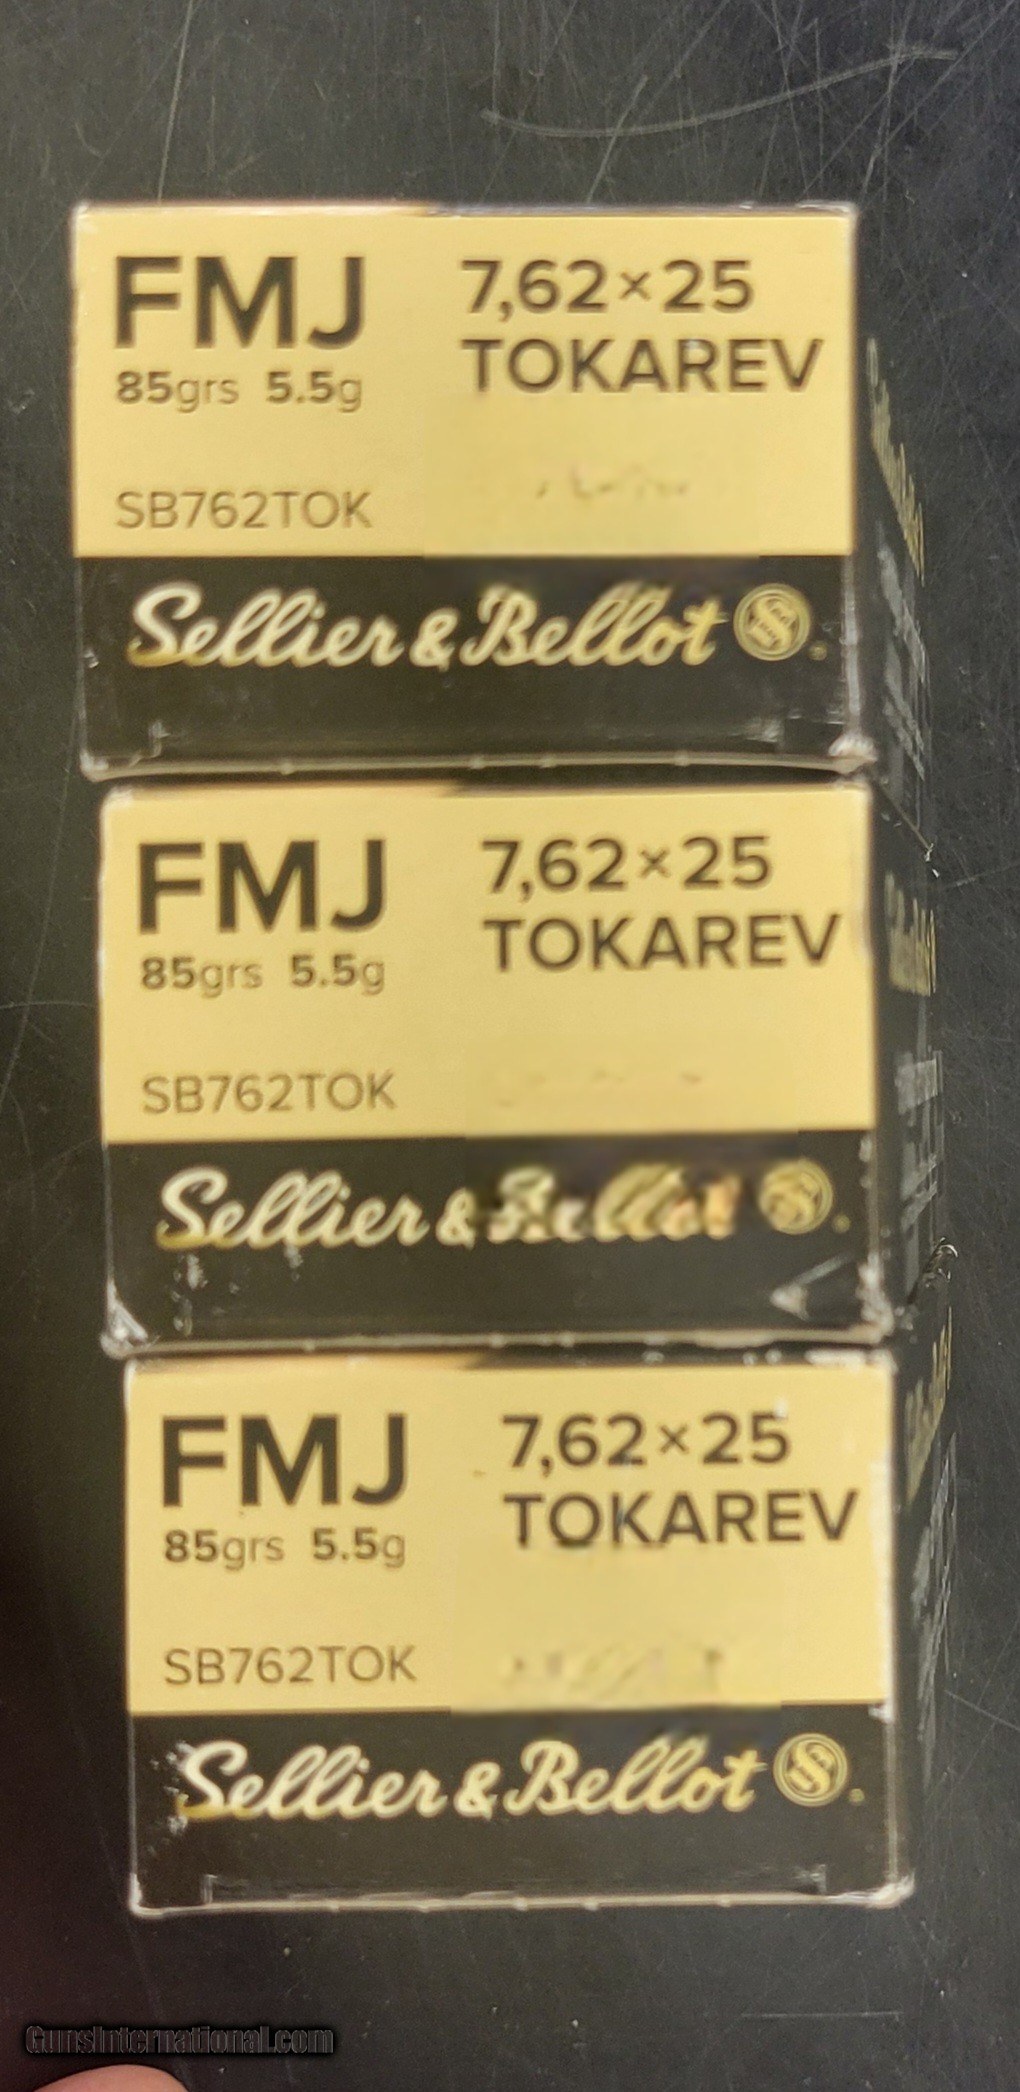 FMJ
7,62×25
TOKAREV
85grs 5.5g
SB762TOK
Sellier & Bellot
FMJ
7,62×25
TOKAREV
85grs 5.5g
SB762TOK
Sellier & Bellot
FMJ
7,62×25
TOKAREV
85grs 5.5g
SB762TOK
Sellier & Bellot
GunsInternational.com